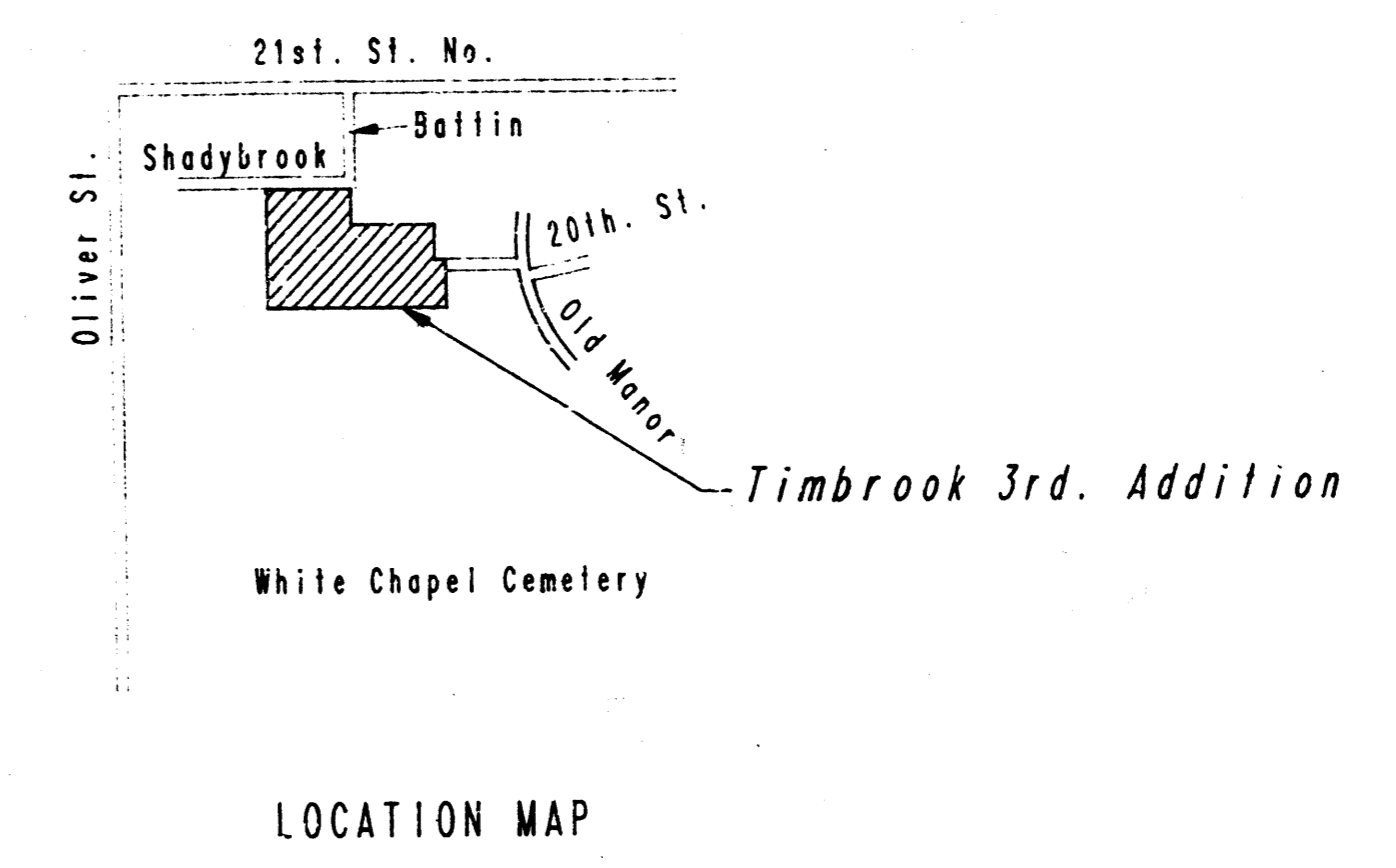 21st. St. No.
Battin
Shadybrook
Oliver St.
20th. St.
Old Manor
Timbrook 3rd. Addition
White Chapel Cemetery
LOCATION MAP